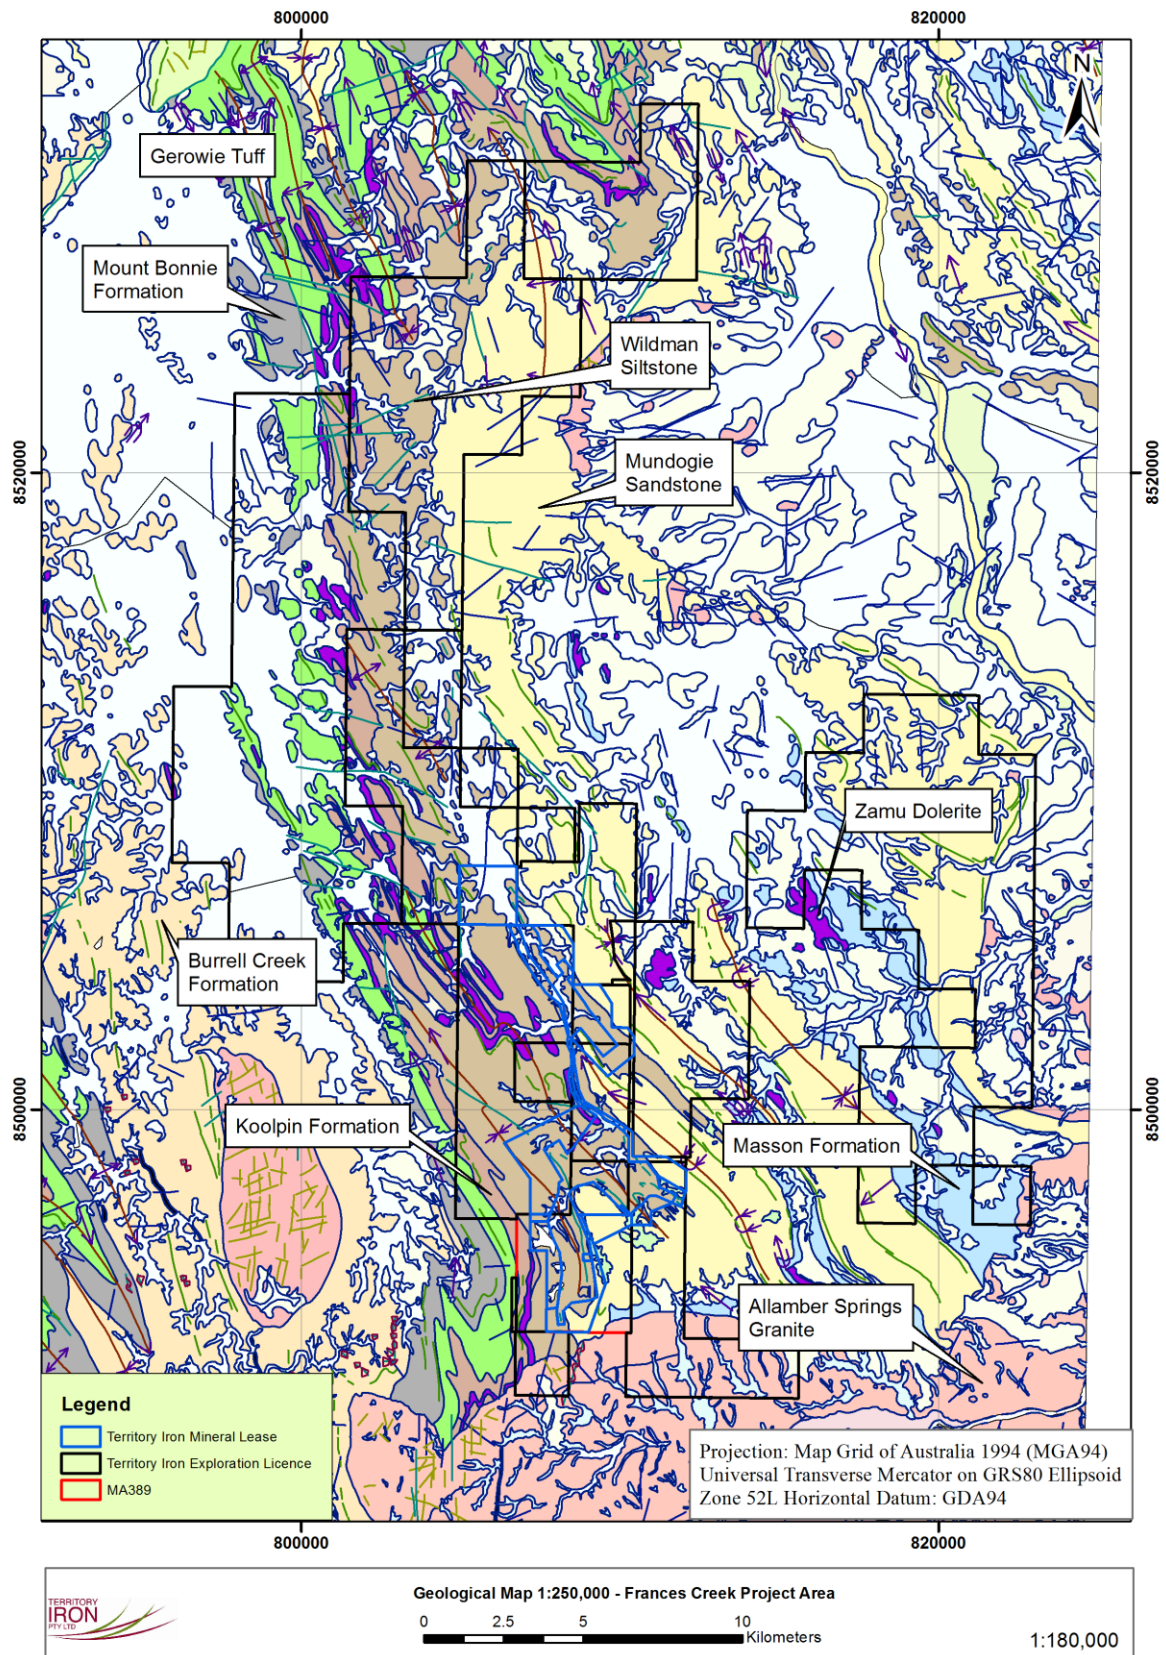 800000
820000
N
Gerowie Tuff
Mount Bonnie
Formation
Wildman
Siltstone
8520000
8520000
Mundogie
Sandstone
Zamu Dolerite
Burrell Creek
Formation
8500000
8500000
Koolpin Formation
Masson Formation
Allamber Springs
Granite
Legend
Territory Iron Mineral Lease
Territory Iron Exploration Licence
MA389
Projection: Map Grid of Australia 1994 (MGA94)
Universal Transverse Mercator on GRS80 Ellipsoid
Zone 52L Horizontal Datum: GDA94
800000
820000
TERRITORY
IRON
PTY LTD
Geological Map 1:250,000 - Frances Creek Project Area
0 2.5 5 10
Kilometers
1:180,000